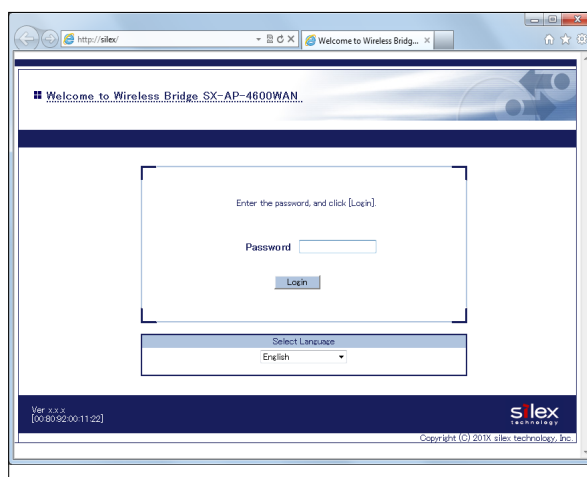 http://silex/
Welcome to Wireless Bridg...
Welcome to Wireless Bridge SX-AP-4600WAN.
Enter the password, and click [Login].
Password
Login
Select Language
English
Ver x.x.x
[00:80:92:00:11:22]
silex
technology
Copyright (C) 201X silex technology, Inc.